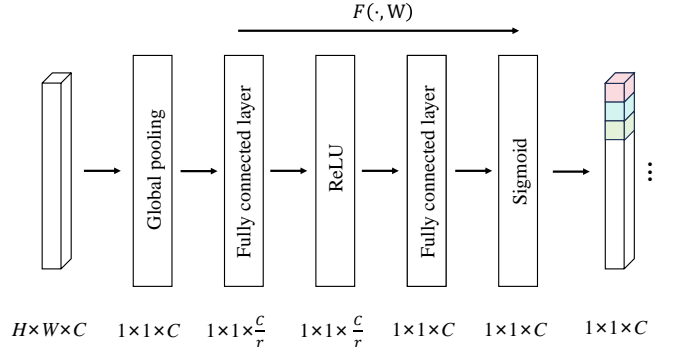 F(·, W)
Global pooling
Fully connected layer
ReLU
Fully connected layer
Sigmoid
...
H×W×C
1×1×C
1×1×C/r
1×1×C/r
1×1×C
1×1×C
1×1×C